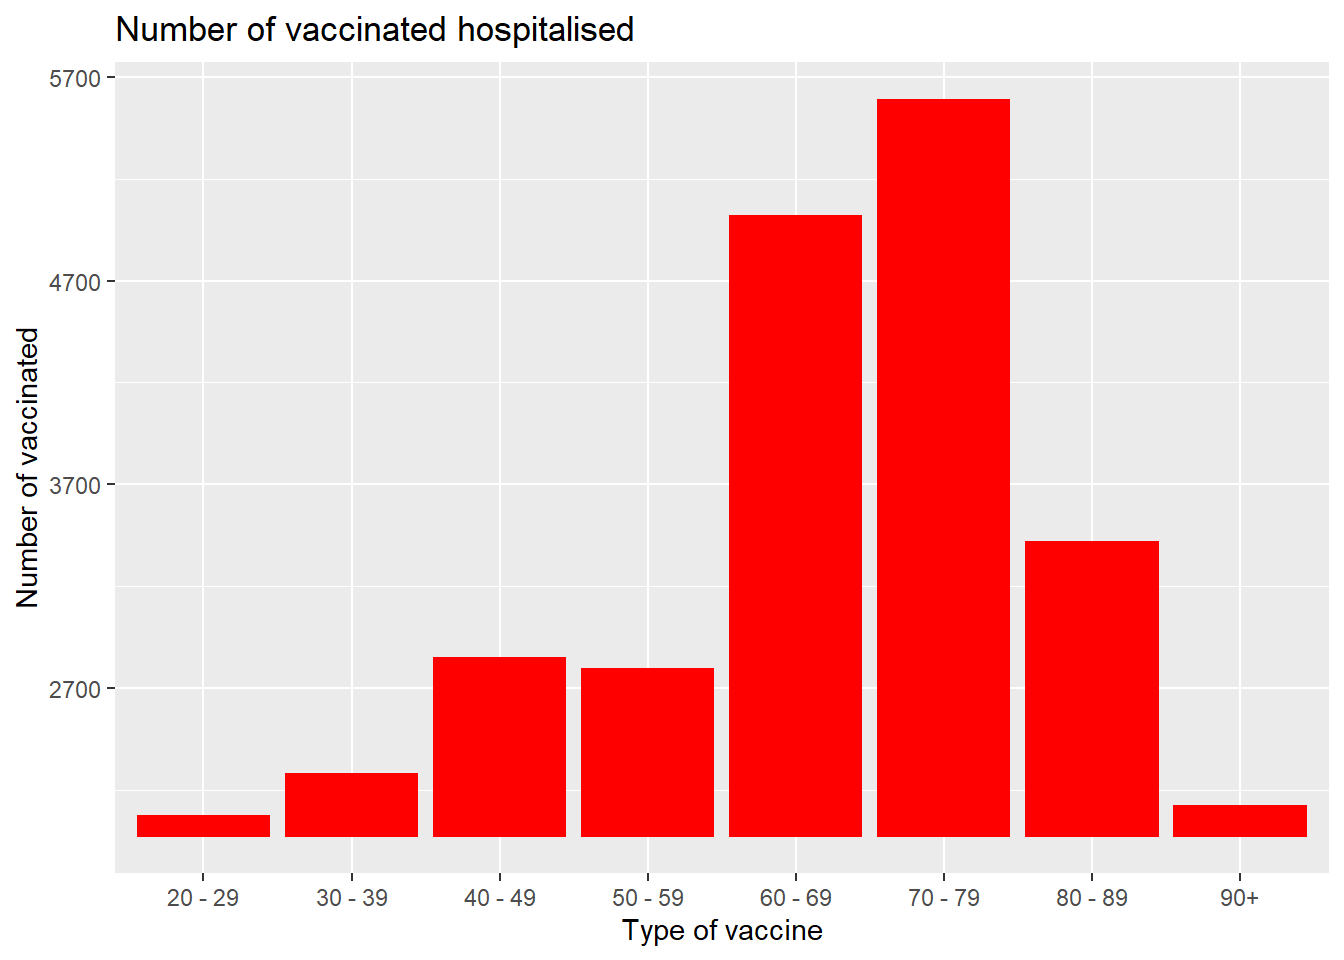 Number of vaccinated hospitalised
5700
4700
3700
2700
Number of vaccinated
20 - 29
30 - 39
40 - 49
50 - 59
60 - 69
70 - 79
80 - 89
90+
Type of vaccine